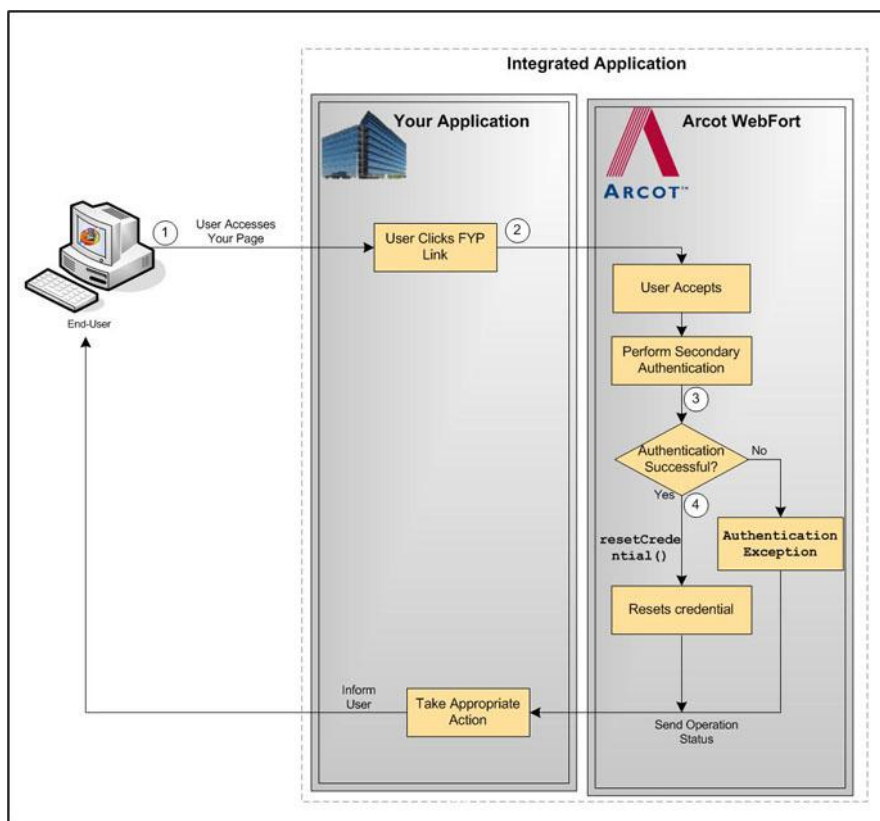 Integrated Application
Your Application
Arcot WebFort
ARCOT™
1
User Accesses
Your Page
User Clicks FYP
Link
2
User Accepts
End-User
Perform Secondary
Authentication
3
Authentication
Successful?
No
Yes
4
resetCrede
ntial()
Authentication
Exception
Resets credential
Inform
User
Take Appropriate
Action
Send Operation
Status